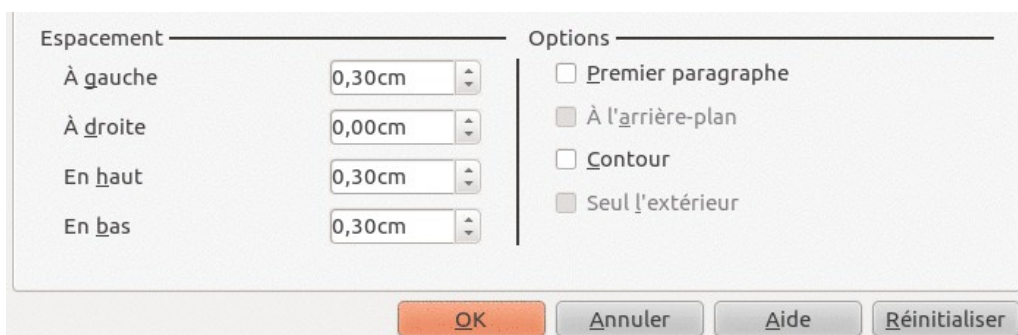 Espacement
À gauche 0,30cm
À droite 0,00cm
En haut 0,30cm
En bas 0,30cm
Options
Premier paragraphe
À l'arrière-plan
Contour
Seul l'extérieur
OK Annuler Aide Réinitialiser